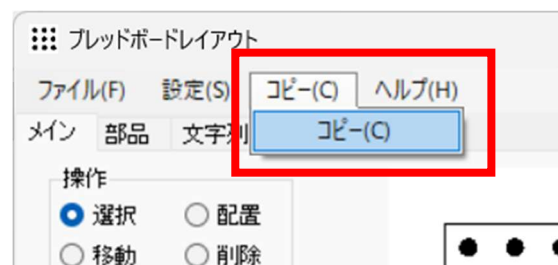 ブレッドボードレイアウト
ファイル(F) 設定(S) コピー(C) ヘルプ(H)
コピー(C)
メイン 部品 文字列
操作
選択 配置
移動 削除